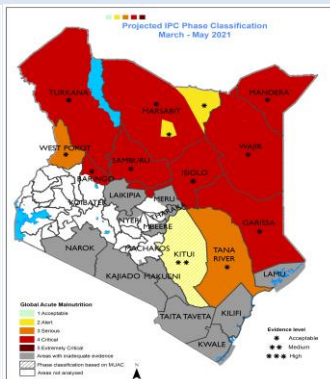 Projected IPC Phase Classification
March - May 2021
TURKANA
MARSABIT
MANDERA
WEST POKOT
SAMBURU
WAJIR
ISIOLO
BARINGO
LAIKIPIA
MERU
THARAKA
NYERI
MBEERE
GARISSA
NAROK
MACHAKOS
KITUI
TANA
RIVER
KAJIADO
MAKUENI
LAMU
TAITA TAVETA
KILIFI
KWALE
Global Acute Malnutrition
1 Acceptable
2 Alert
3 Serious
4 Critical
5 Extremely Critical
Areas with inadequate evidence
Phase classification based on MUAC
Areas not analysed
N
Evidence level
* Acceptable
** Medium
*** High